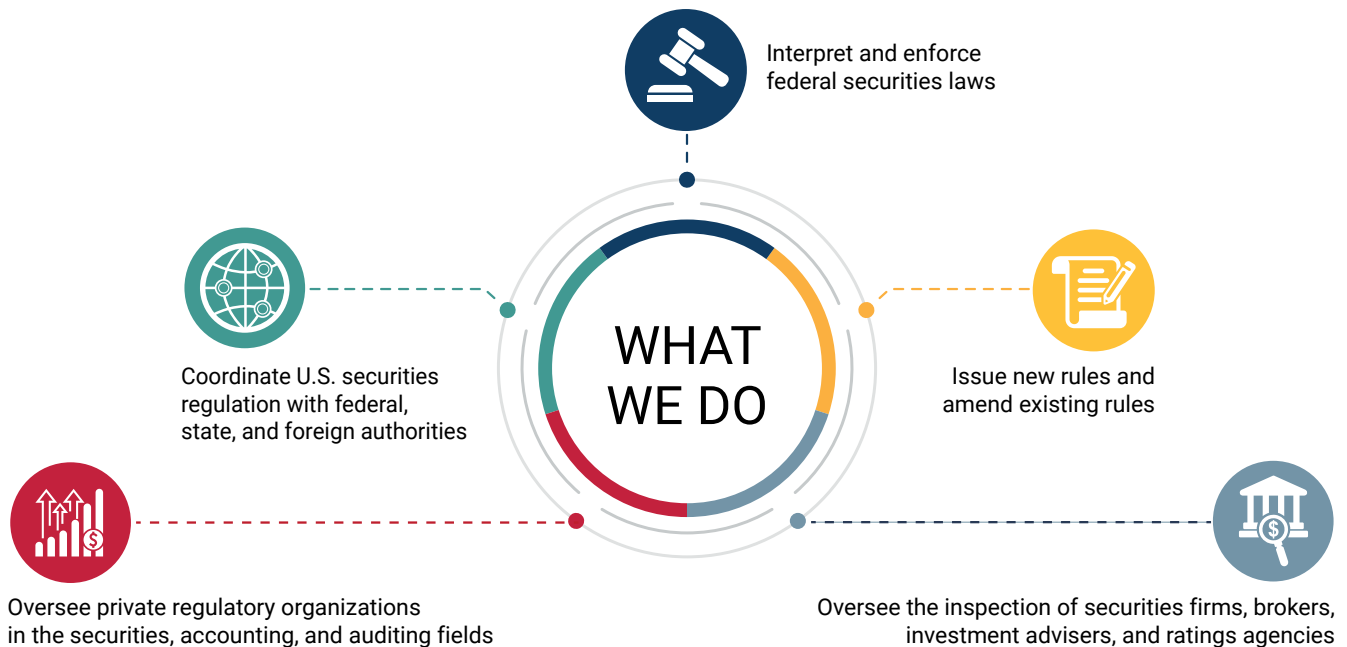 Interpret and enforce
federal securities laws
Coordinate U.S. securities
regulation with federal,
state, and foreign authorities
WHAT
WE DO
Issue new rules and
amend existing rules
$
Oversee private regulatory organizations
in the securities, accounting, and auditing fields
$
Oversee the inspection of securities firms, brokers,
investment advisers, and ratings agencies